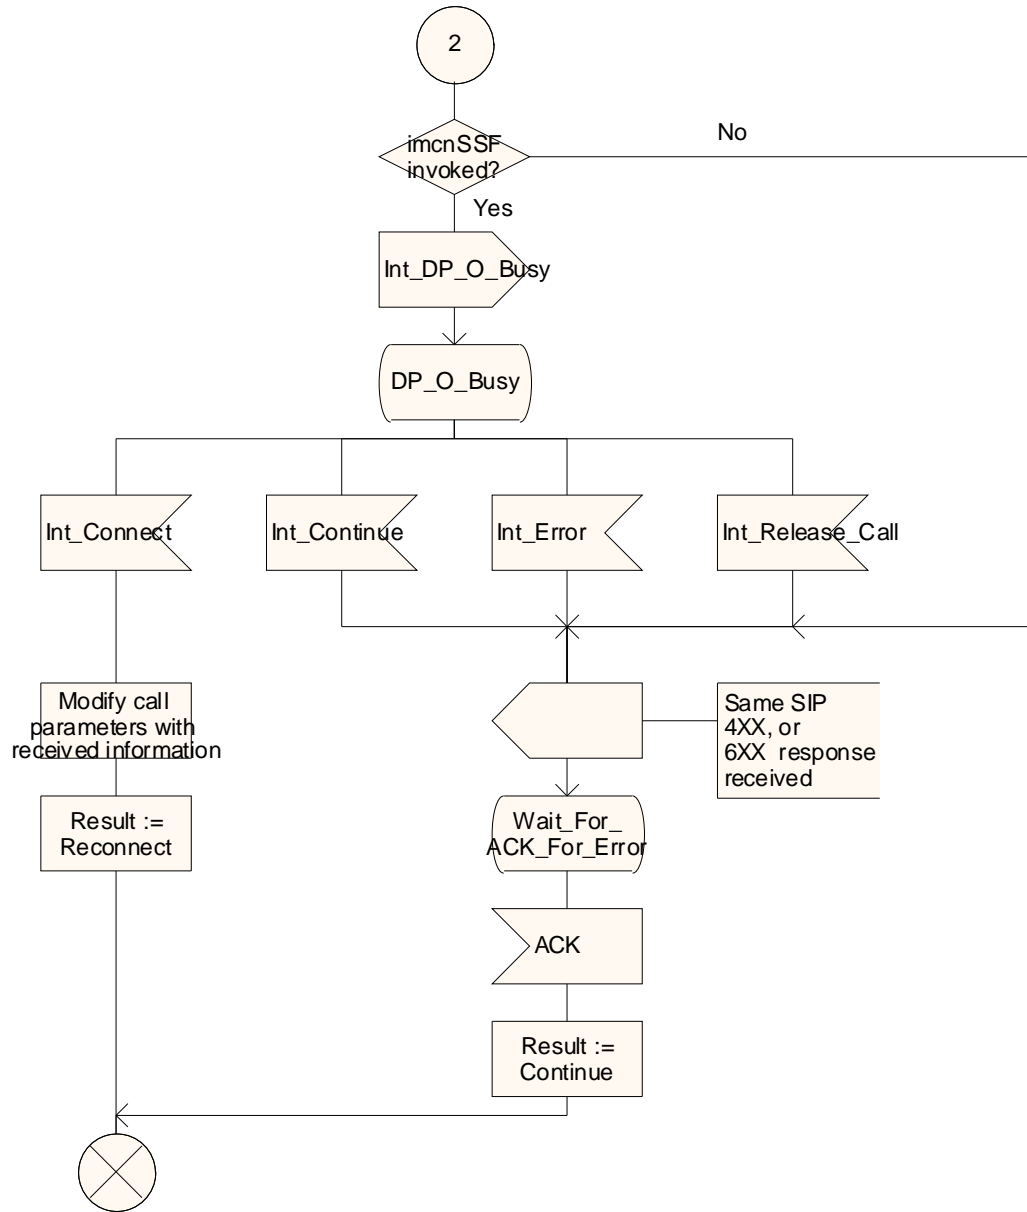 2
imcnSSF
invoked?
No
Yes
Int_DP_O_Busy
DP_O_Busy
Int_Connect
Int_Continue
Int_Error
Int_Release_Call
Modify call
parameters with
received information
Same SIP
4XX, or
6XX response
received
Result :=
Reconnect
Wait_For_
ACK_For_Error
ACK
Result :=
Continue